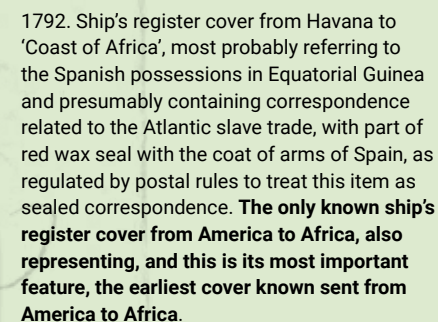 1792. Ship’s register cover from Havana to
‘Coast of Africa’, most probably referring to
the Spanish possessions in Equatorial Guinea
and presumably containing correspondence
related to the Atlantic slave trade, with part of
red wax seal with the coat of arms of Spain, as
regulated by postal rules to treat this item as
sealed correspondence. The only known ship’s
register cover from America to Africa, also
representing, and this is its most important
feature, the earliest cover known sent from
America to Africa.